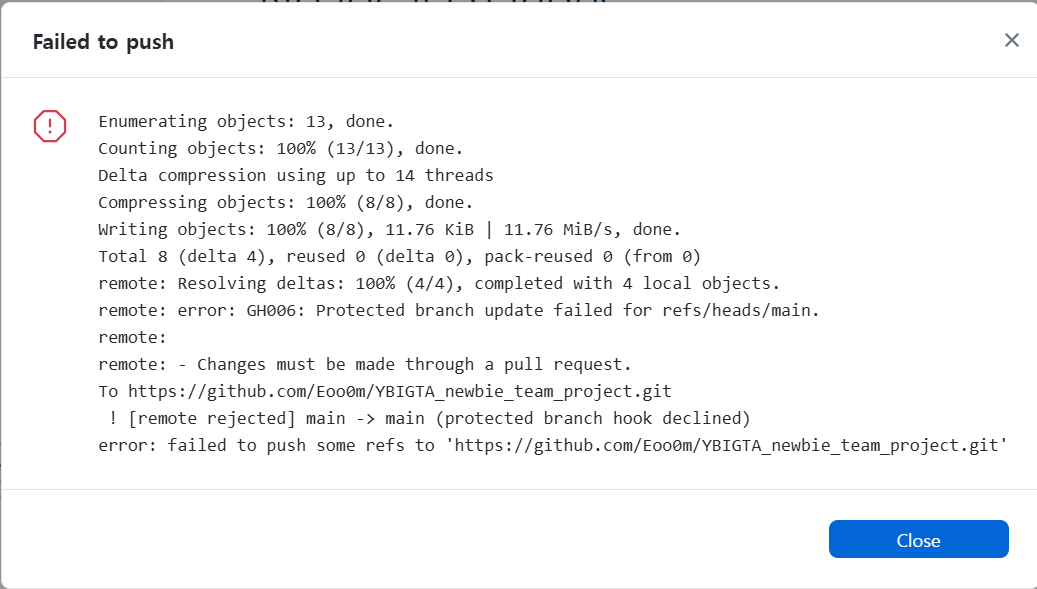 Failed to push
Enumerating objects: 13, done.
Counting objects: 100% (13/13), done.
Delta compression using up to 14 threads
Compressing objects: 100% (8/8), done.
Writing objects: 100% (8/8), 11.76 KiB | 11.76 MiB/s, done.
Total 8 (delta 4), reused 0 (delta 0), pack-reused 0 (from 0)
remote: Resolving deltas: 100% (4/4), completed with 4 local objects.
remote: error: GH006: Protected branch update failed for refs/heads/main.
remote:
remote: - Changes must be made through a pull request.
To https://github.com/Eoo0m/YBIGTA_newbie_team_project.git
 ! [remote rejected] main -> main (protected branch hook declined)
error: failed to push some refs to 'https://github.com/Eoo0m/YBIGTA_newbie_team_project.git'
Close